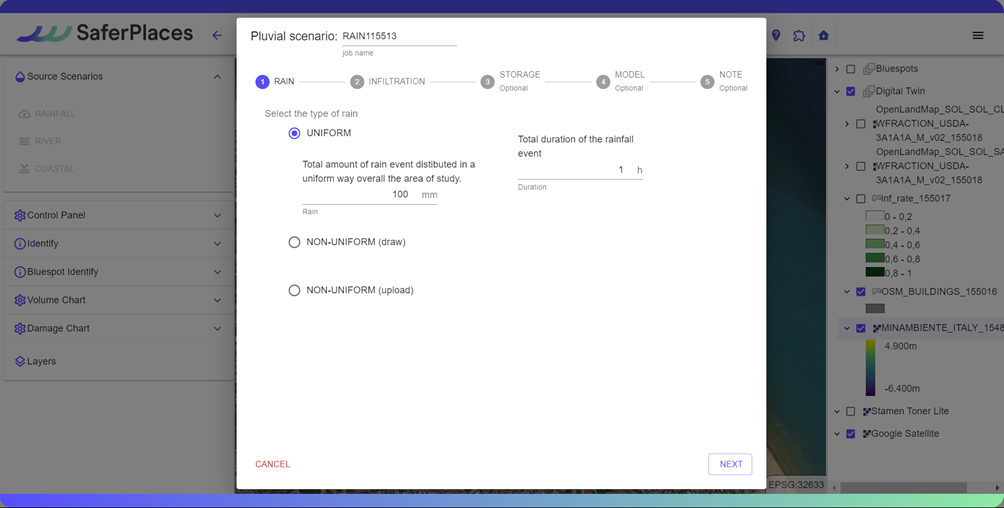 SaferPlaces
Source Scenarios
RAINFALL
RIVER
COASTAL
Control Panel
Identify
Bluespot Identify
Volume Chart
Damage Chart
Layers
Pluvial scenario: RAIN115513
job name
1 RAIN
2 INFILTRATION
3 STORAGE
Optional
4 MODEL
Optional
5 NOTE
Optional
Select the type of rain
UNIFORM
Total amount of rain event distibuted in a
uniform way overall the area of study.
100 mm
Rain
Total duration of the rainfall
event
1 h
Duration
NON-UNIFORM (draw)
NON-UNIFORM (upload)
CANCEL
NEXT
Bluespots
Digital Twin
OpenLandMap_SOL_SOL_CL
WFRACTION_USDA-
3A1A1A_M_v02_155018
OpenLandMap_SOL_SOL_SA
WFRACTION_USDA-
3A1A1A_M_v02_155018
inf_rate_155017
0 - 0,2
0,2 - 0,4
0,4 - 0,6
0,6 - 0,8
0,8 - 1
OSM_BUILDINGS_155016
MINAMBIENTE_ITALY_1548
4.900m
-6.400m
Stamen Toner Lite
Google Satellite
EPSG:32633